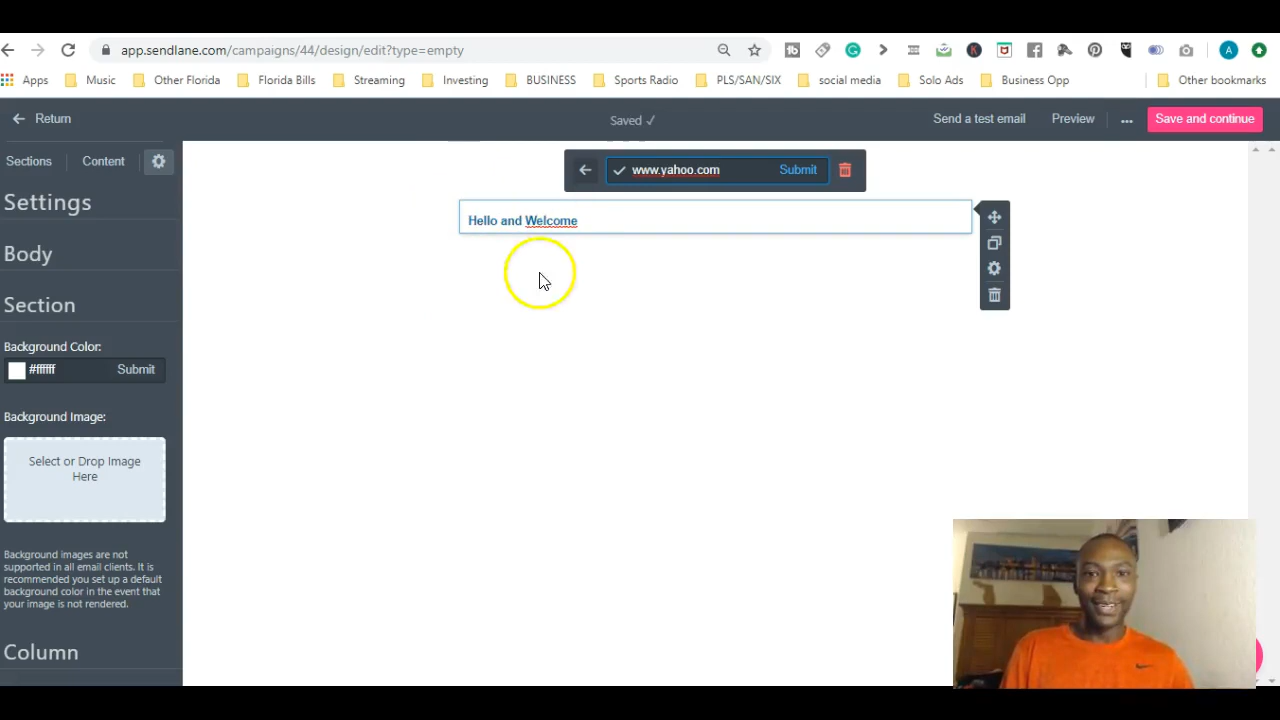 app.sendlane.com/campaigns/44/design/edit?type=empty
A
Apps Music Other Florida Florida Bills Streaming Investing BUSINESS Sports Radio PLS/SAN/SIX social media Solo Ads Business Opp Other bookmarks
Return
Saved ✓
Send a test email
Preview
...
Save and continue
Sections
Content
www.yahoo.com
Submit
Hello and Welcome
Settings
Body
Section
Background Color:
#ffffff
Submit
Background Image:
Select or Drop Image
Here
Background images are not
supported in all email clients. It is
recommended you set up a default
background color in the event that
your image is not rendered.
Column